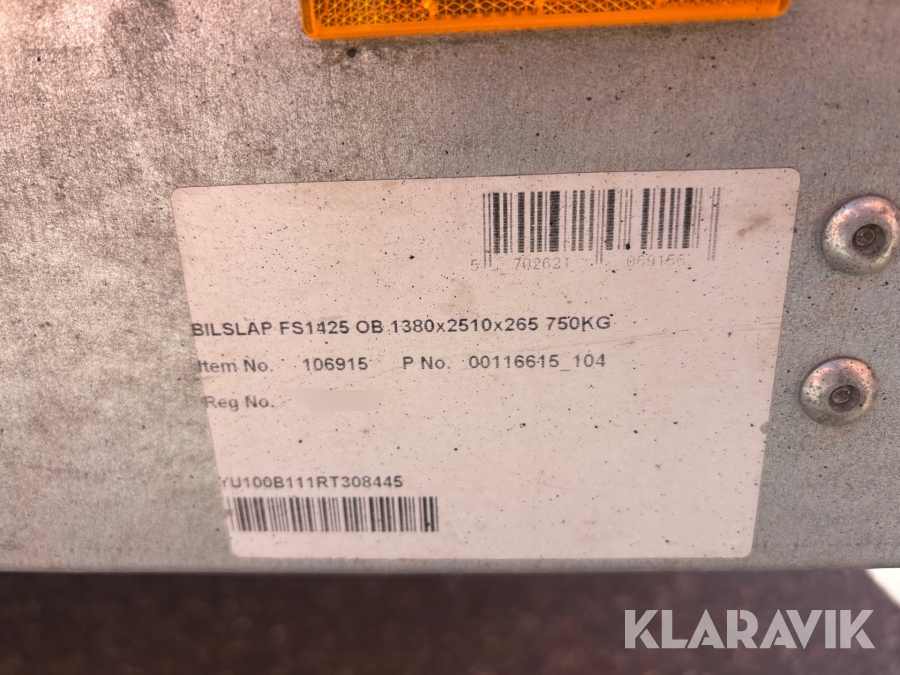 5 702621 069156
BILSLAP FS1425 OB 1380x2510x265 750KG
Item No. 106915 P No. 00116615_104
Reg No.
YU100B111RT308445
KLARAVIK